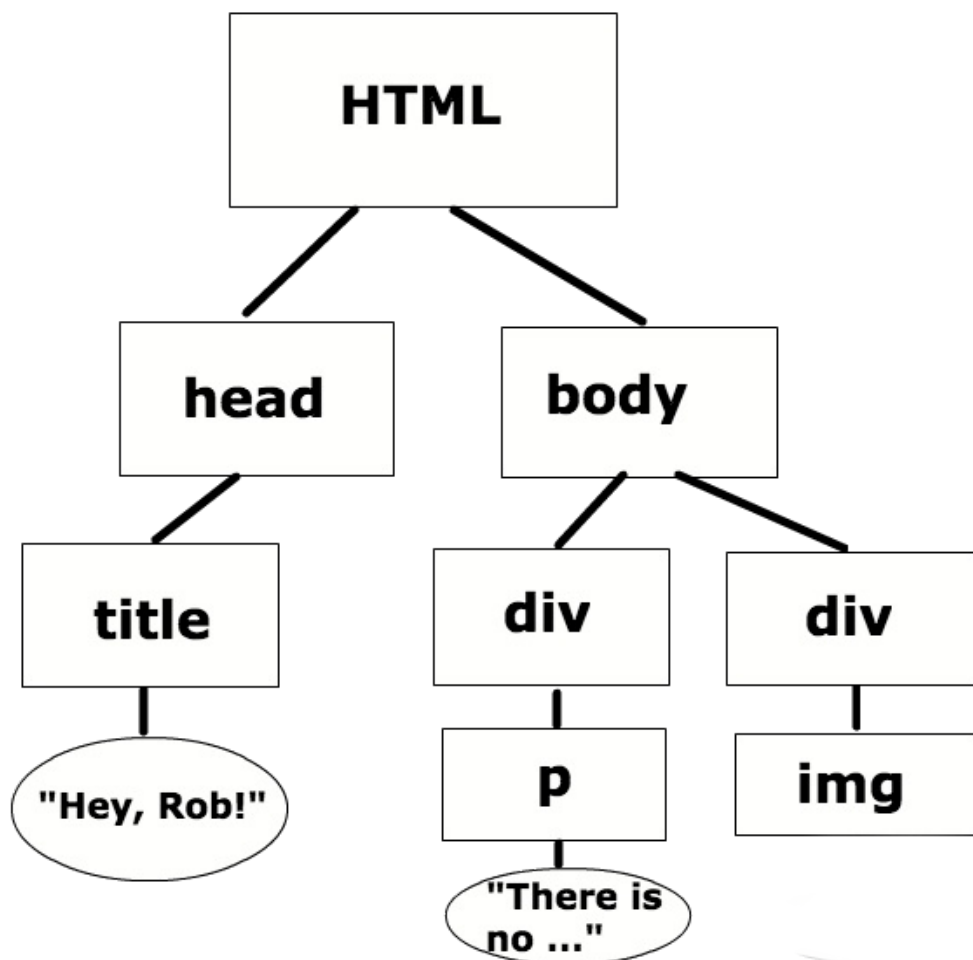 HTML
head
body
title
div
div
"Hey, Rob!"
p
img
"There is
no ..."